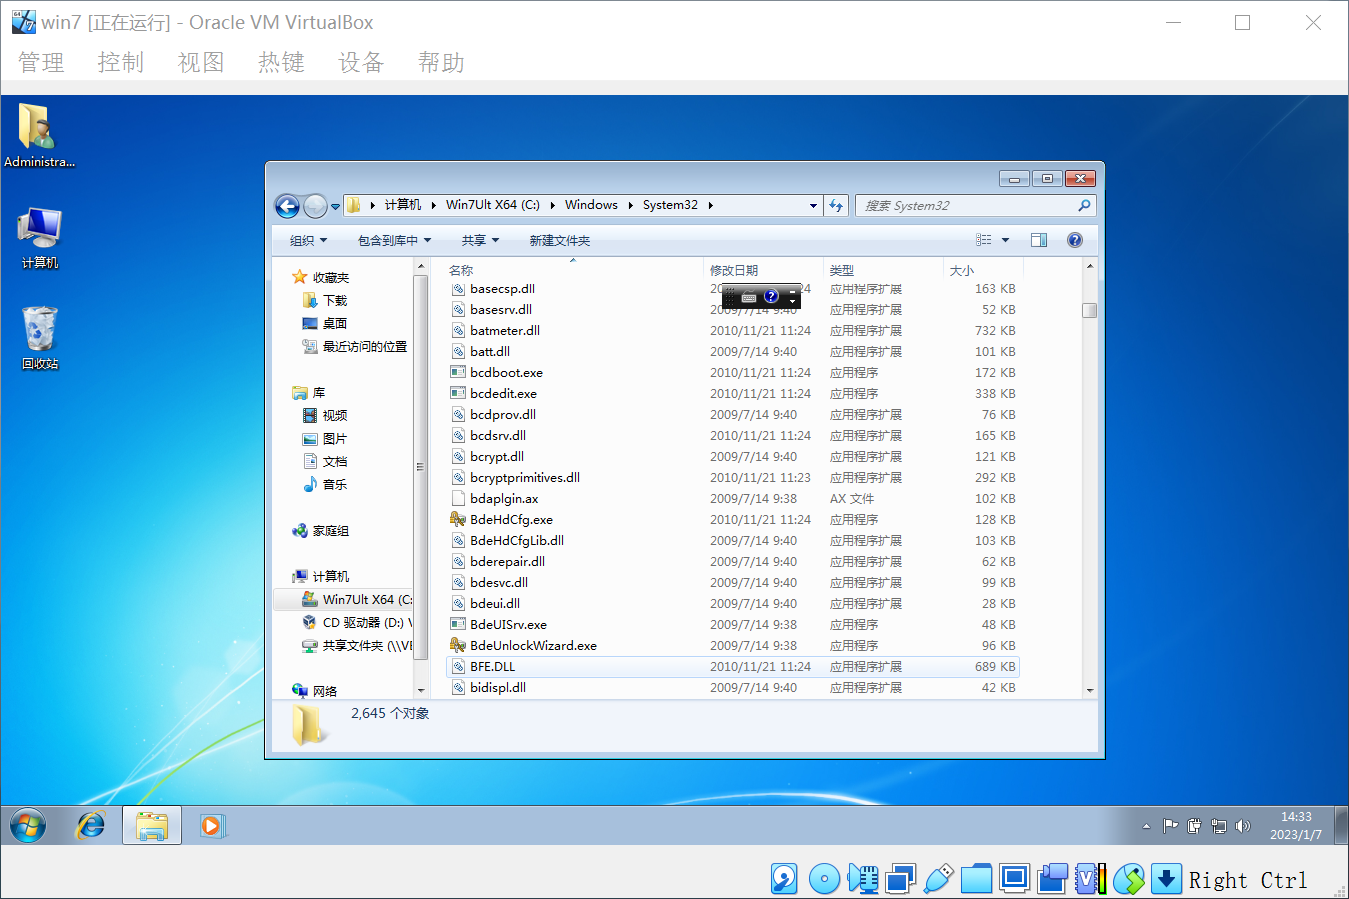 win7 [正在运行] - Oracle VM VirtualBox
管理 控制 视图 热键 设备 帮助
Administra...
计算机
回收站
计算机 Win7Ult X64 (C:) Windows System32
搜索 System32
组织 包含到库中 共享 新建文件夹
收藏夹
下载
桌面
最近访问的位置
库
视频
图片
文档
音乐
家庭组
计算机
Win7Ult X64 (C:
CD 驱动器 (D:) V
共享文件夹 (\\VE
网络
名称 修改日期 类型 大小
basecsp.dll 应用程序扩展 163 KB
basesrv.dll 2009/7/14 9:40 应用程序扩展 52 KB
batmeter.dll 2010/11/21 11:24 应用程序扩展 732 KB
batt.dll 2009/7/14 9:40 应用程序扩展 101 KB
bcdboot.exe 2010/11/21 11:24 应用程序 172 KB
bcdedit.exe 2010/11/21 11:24 应用程序 338 KB
bcdprov.dll 2009/7/14 9:40 应用程序扩展 76 KB
bcdsrv.dll 2010/11/21 11:24 应用程序扩展 165 KB
bcrypt.dll 2009/7/14 9:40 应用程序扩展 121 KB
bcryptprimitives.dll 2010/11/21 11:23 应用程序扩展 292 KB
bdaplgin.ax 2009/7/14 9:38 AX 文件 102 KB
BdeHdCfg.exe 2010/11/21 11:24 应用程序 128 KB
BdeHdCfgLib.dll 2009/7/14 9:40 应用程序扩展 103 KB
bderepair.dll 2009/7/14 9:40 应用程序扩展 62 KB
bdesvc.dll 2009/7/14 9:40 应用程序扩展 99 KB
bdeui.dll 2009/7/14 9:40 应用程序扩展 28 KB
BdeUISrv.exe 2009/7/14 9:38 应用程序 48 KB
BdeUnlockWizard.exe 2009/7/14 9:38 应用程序 96 KB
BFE.DLL 2010/11/21 11:24 应用程序扩展 689 KB
bidispl.dll 2009/7/14 9:40 应用程序扩展 42 KB
2,645 个对象
14:33
2023/1/7
Right Ctrl